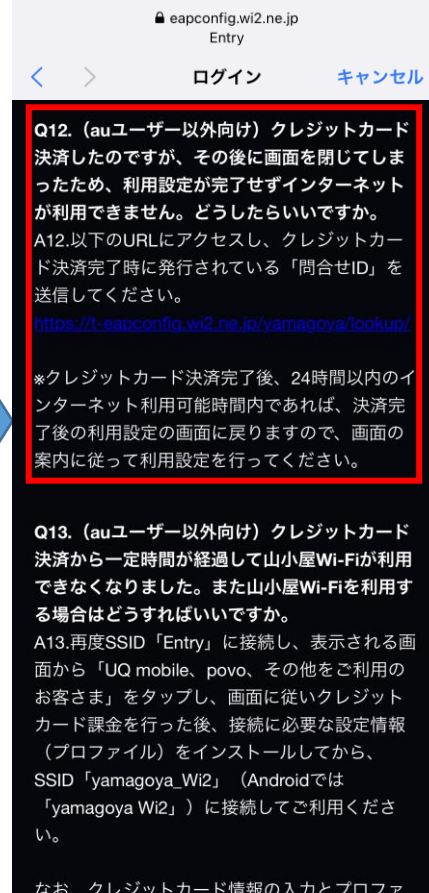 eapconfig.wi2.ne.jp
Entry
ログイン
キャンセル
Q12.（auユーザー以外向け）クレジットカード
決済したのですが、その後に画面を閉じてしま
ったため、利用設定が完了せずインターネット
が利用できません。どうしたらいいですか。
A12.以下のURLにアクセスし、クレジットカー
ド決済完了時に発行されている「問合せID」を
送信してください。
https://t-eapconfig.wi2.ne.jp/yamagoya/lookup/
※クレジットカード決済完了後、24時間以内のイ
ンターネット利用可能時間内であれば、決済完
了後の利用設定の画面に戻りますので、画面の
案内に従って利用設定を行ってください。
Q13.（auユーザー以外向け）クレジットカード
決済から一定時間が経過して山小屋Wi-Fiが利用
できなくなりました。また山小屋Wi-Fiを利用す
る場合はどうすればいいですか。
A13.再度SSID「Entry」に接続し、表示される画
面から「UQ mobile、povo、その他をご利用の
お客さま」をタップし、画面に従いクレジット
カード課金を行った後、接続に必要な設定情報
（プロファイル）をインストールしてから、
SSID「yamagoya_Wi2」（Androidでは
「yamagoya Wi2」）に接続してご利用くださ
い。
なお、クレジットカード情報の入力とプロファ